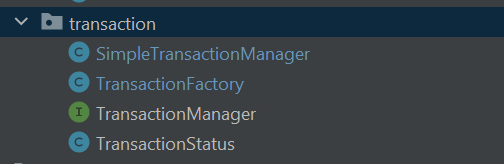 transaction
C SimpleTransactionManager
C TransactionFactory
I TransactionManager
C TransactionStatus